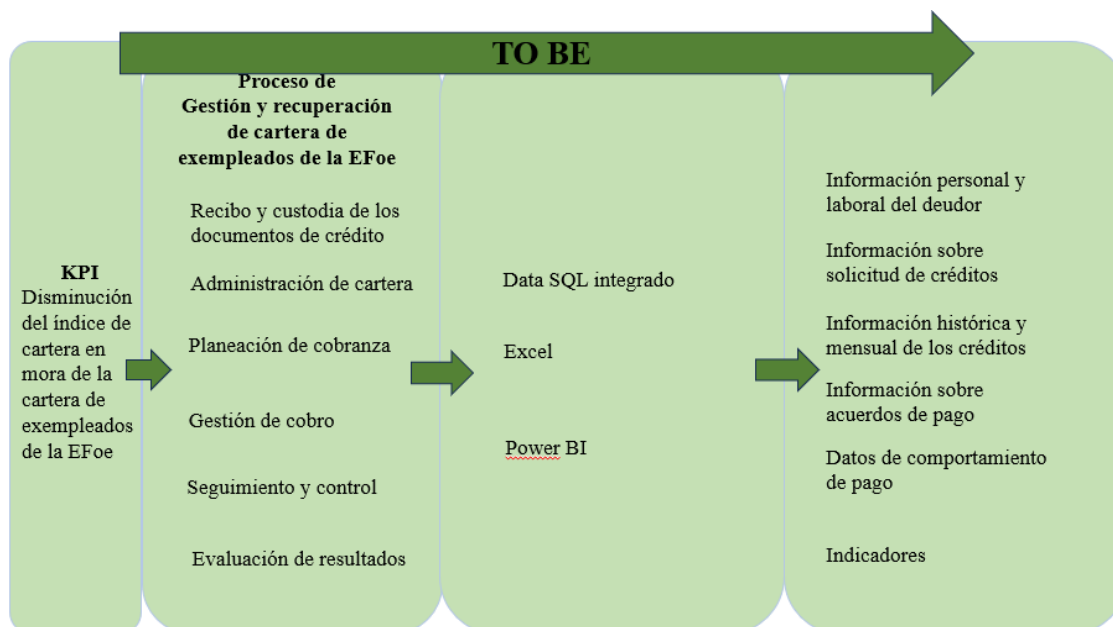 TO BE
KPI
Disminución
del índice de
cartera en
mora de la
cartera de
exempleados
de la EFoe
Proceso de
Gestión y recuperación
de cartera de
exempleados de la EFoe
Recibo y custodia de los
documentos de crédito
Administración de cartera
Planeación de cobranza
Gestión de cobro
Seguimiento y control
Evaluación de resultados
Data SQL integrado
Excel
Power BI
Información personal y
laboral del deudor
Información sobre
solicitud de créditos
Información histórica y
mensual de los créditos
Información sobre
acuerdos de pago
Datos de comportamiento
de pago
Indicadores